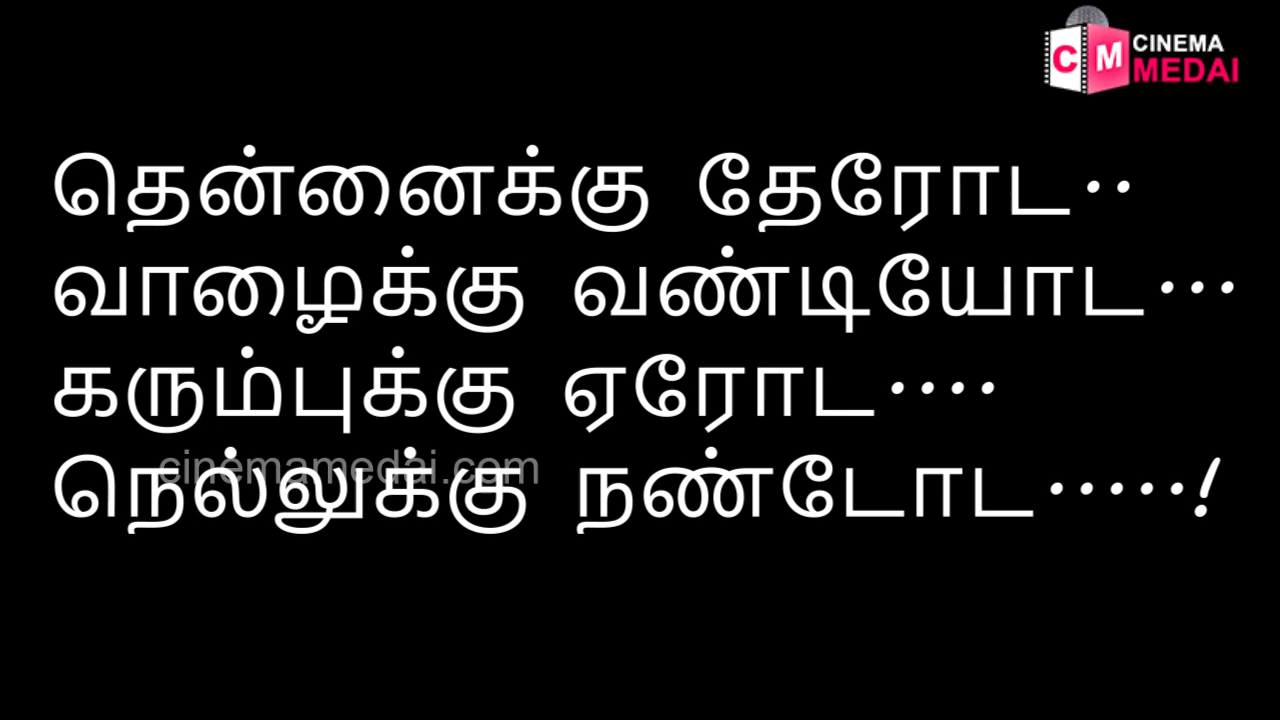 C M CINEMA
MEDAI
தென்னைக்கு தேரோட..
வாழைக்கு வண்டியோட...
கரும்புக்கு ஏரோட....
நெல்லுக்கு நண்டோட.....!
cinemamedai.com